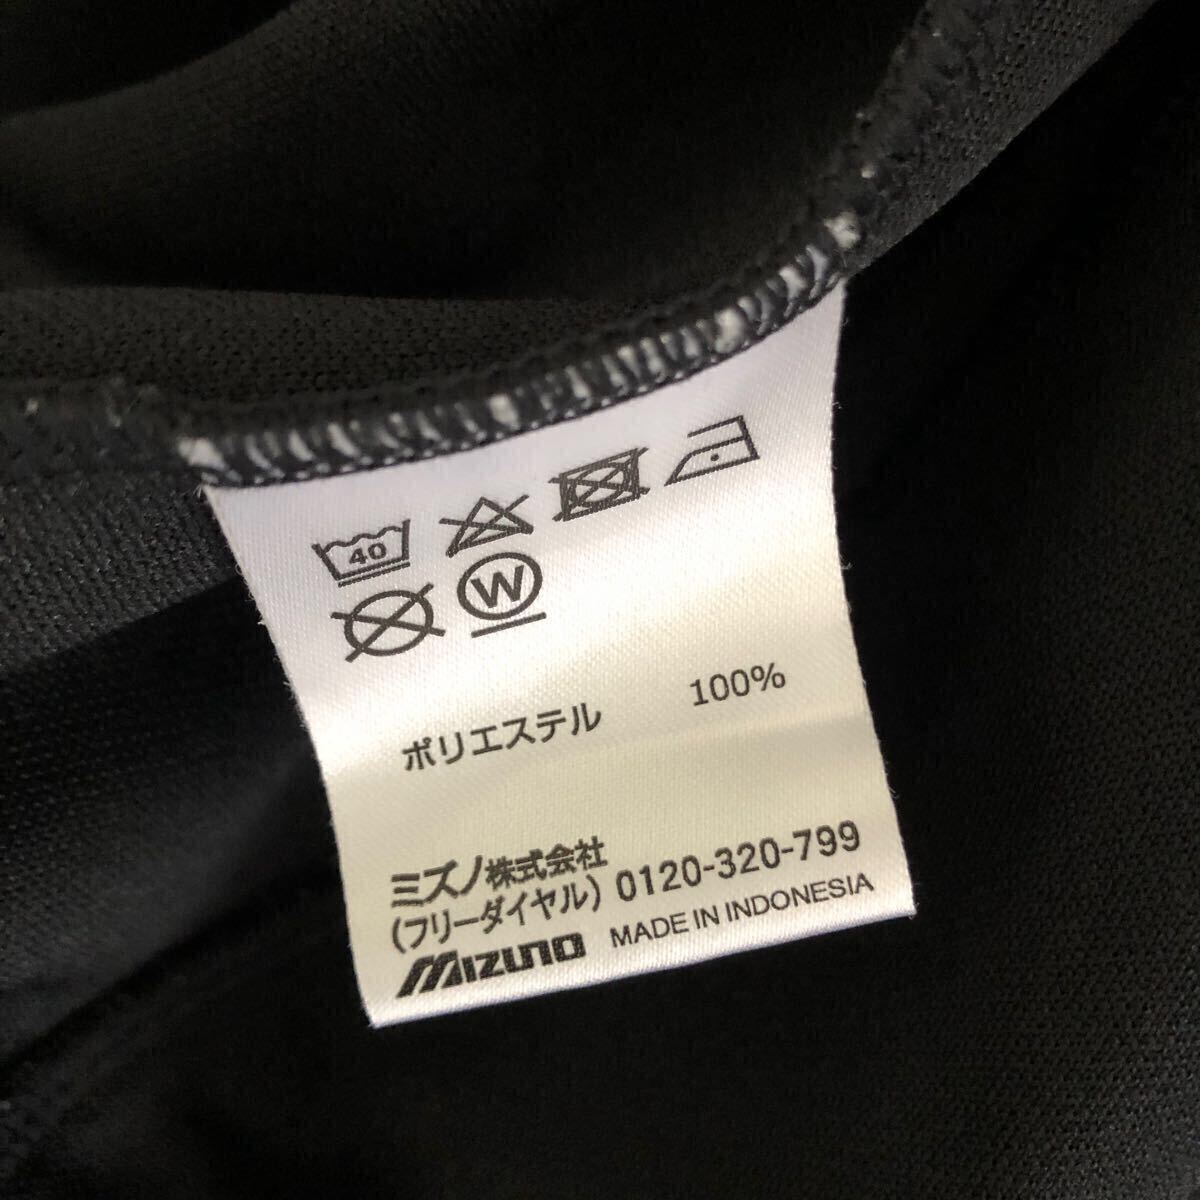 40
W
ポリエステル 100%
ミズノ株式会社
(フリーダイヤル) 0120-320-799
MIZUNO MADE IN INDONESIA